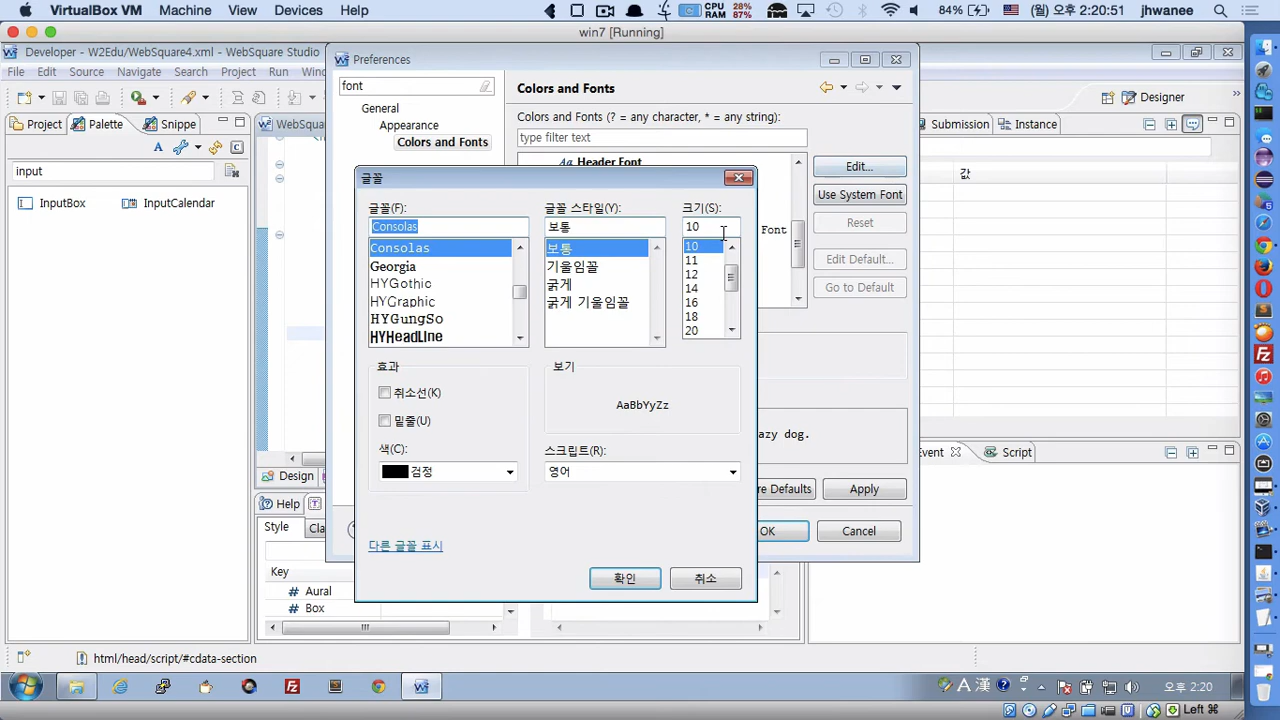 VirtualBox VM Machine View Devices Help CPU 28% RAM 87% 84% (월) 오후 2:20:51 jhwanee
win7 [Running]
Developer - W2Edu/WebSquare4.xml - WebSquare Studio
Preferences
File Edit Source Navigate Search Project Run Wind
font
Colors and Fonts
General
Appearance
Colors and Fonts
Colors and Fonts (? = any character, * = any string):
type filter text
Designer
Project Palette Snippe
WebSqua
Submission Instance
input
InputBox InputCalendar
Header Font
Font
값
Edit...
Use System Font
Reset
Edit Default...
Go to Default
글꼴
글꼴(F): 글꼴 스타일(Y): 크기(S):
Consolas 보통 10
Consolas 보통 10
Georgia 기울임꼴 11
HYGothic 굵게 12
HYGraphic 굵게 기울임꼴 14
HYGungSo 16
HYHeadLine 18
20
효과 보기
취소선(K)
AaBbYyZz
밑줄(U)
색(C): 스크립트(R):
검정 영어
다른 글꼴 표시
확인 취소
azy dog.
re Defaults Apply
OK Cancel
Event Script
Design
Help
Style Cla
Key
Aural
Box
html/head/script/#cdata-section
A 漢 오후 2:20
Left ⌘